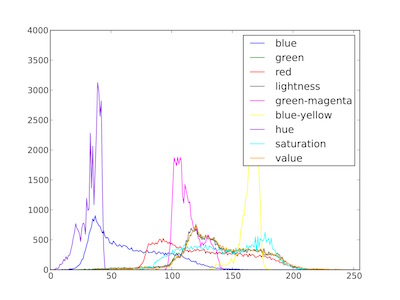 4000
3500
3000
2500
2000
1500
1000
500
0
0 50 100 150 200 250
blue
green
red
lightness
green-magenta
blue-yellow
hue
saturation
value